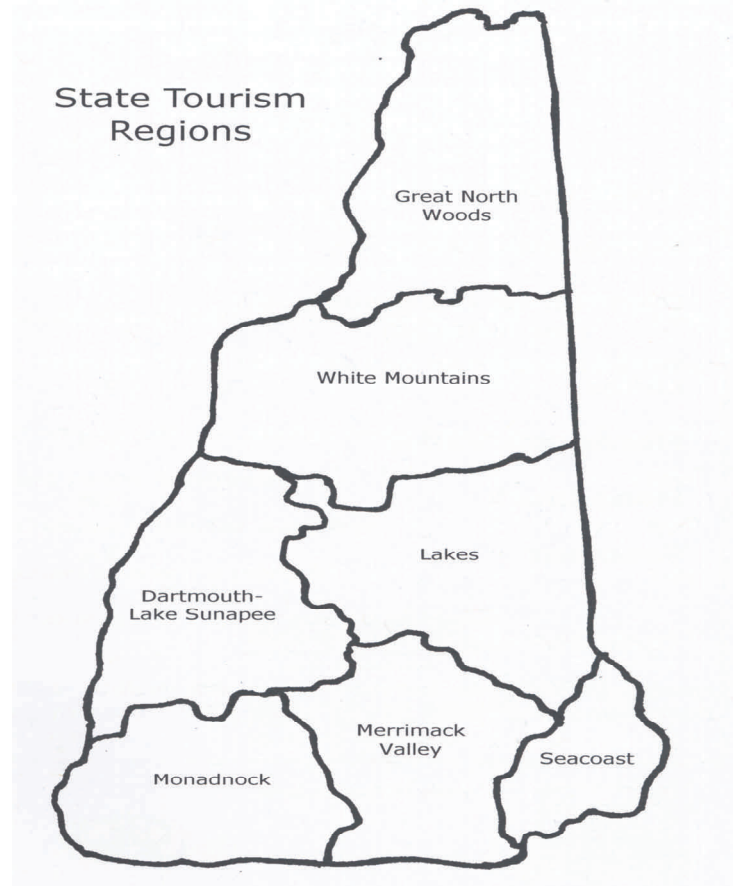 State Tourism
Regions
Great North
Woods
White Mountains
Lakes
Dartmouth-
Lake Sunapee
Merrimack
Valley
Seacoast
Monadnock